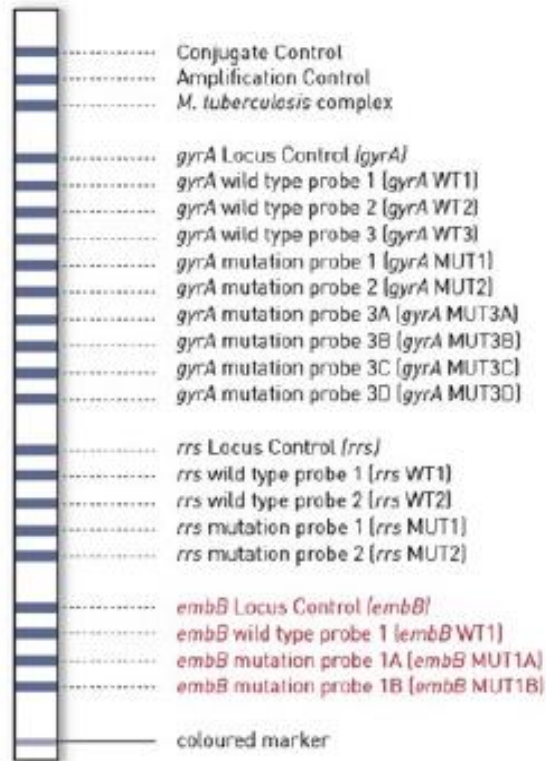 Conjugate Control
Amplification Control
M. tuberculosis complex
gyrA Locus Control (gyrA)
gyrA wild type probe 1 (gyrA WT1)
gyrA wild type probe 2 (gyrA WT2)
gyrA wild type probe 3 (gyrA WT3)
gyrA mutation probe 1 (gyrA MUT1)
gyrA mutation probe 2 (gyrA MUT2)
gyrA mutation probe 3A (gyrA MUT3A)
gyrA mutation probe 3B (gyrA MUT3B)
gyrA mutation probe 3C (gyrA MUT3C)
gyrA mutation probe 3D (gyrA MUT3D)
rrs Locus Control (rrs)
rrs wild type probe 1 (rrs WT1)
rrs wild type probe 2 (rrs WT2)
rrs mutation probe 1 (rrs MUT1)
rrs mutation probe 2 (rrs MUT2)
embB Locus Control (embB)
embB wild type probe 1 (embB WT1)
embB mutation probe 1A (embB MUT1A)
embB mutation probe 1B (embB MUT1B)
coloured marker